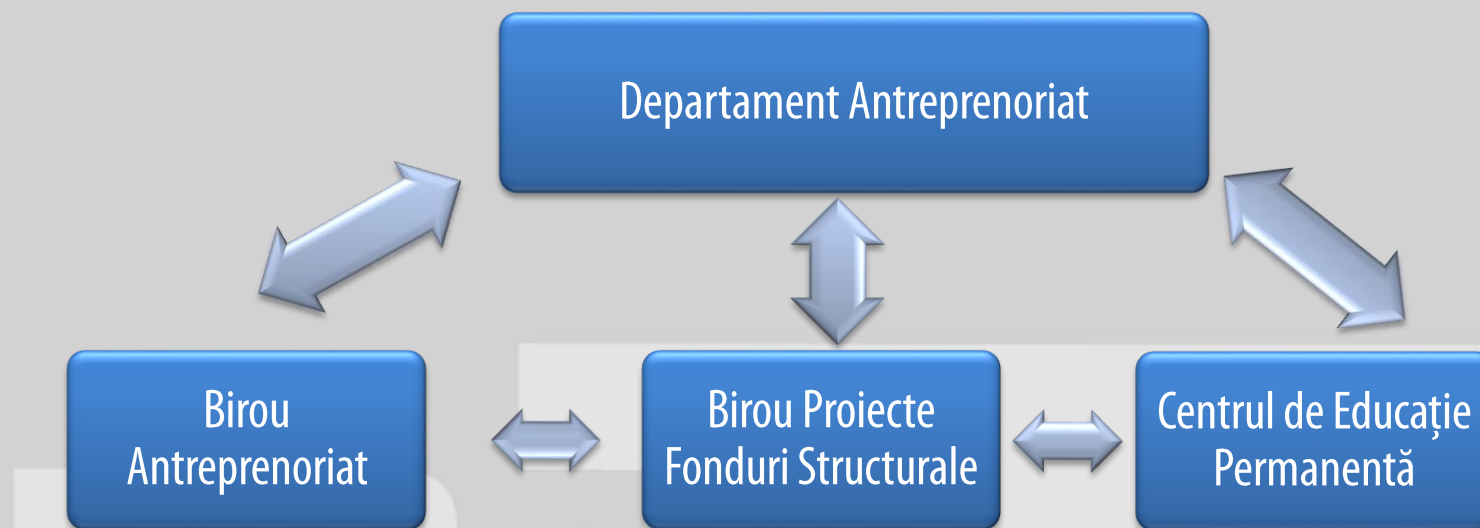 Departament Antreprenoriat
Birou
Antreprenoriat
Birou Proiecte
Fonduri Structurale
Centrul de Educație
Permanentă